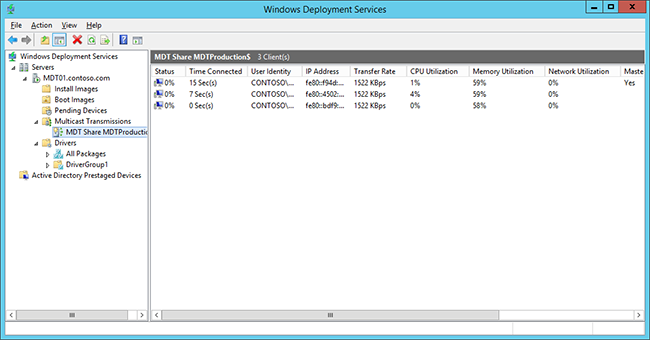 Windows Deployment Services
File Action View Help
Windows Deployment Services
Servers
MDT01.contoso.com
Install Images
Boot Images
Pending Devices
Multicast Transmissions
MDT Share MDTProductic
Drivers
All Packages
DriverGroup1
Active Directory Prestaged Devices
MDT Share MDTProduction$ 3 Client(s)
Status Time Connected User Identity IP Address Transfer Rate CPU Utilization Memory Utilization Network Utilization Maste
0% 15 Sec(s) CONTOSO\... fe80::f94d:... 1522 KBps 1% 59% 0% Yes
0% 7 Sec(s) CONTOSO\... fe80::4502:... 1522 KBps 4% 59% 0%
0% 0 Sec(s) CONTOSO\... fe80::bdf9:... 1522 KBps 0% 58% 0%